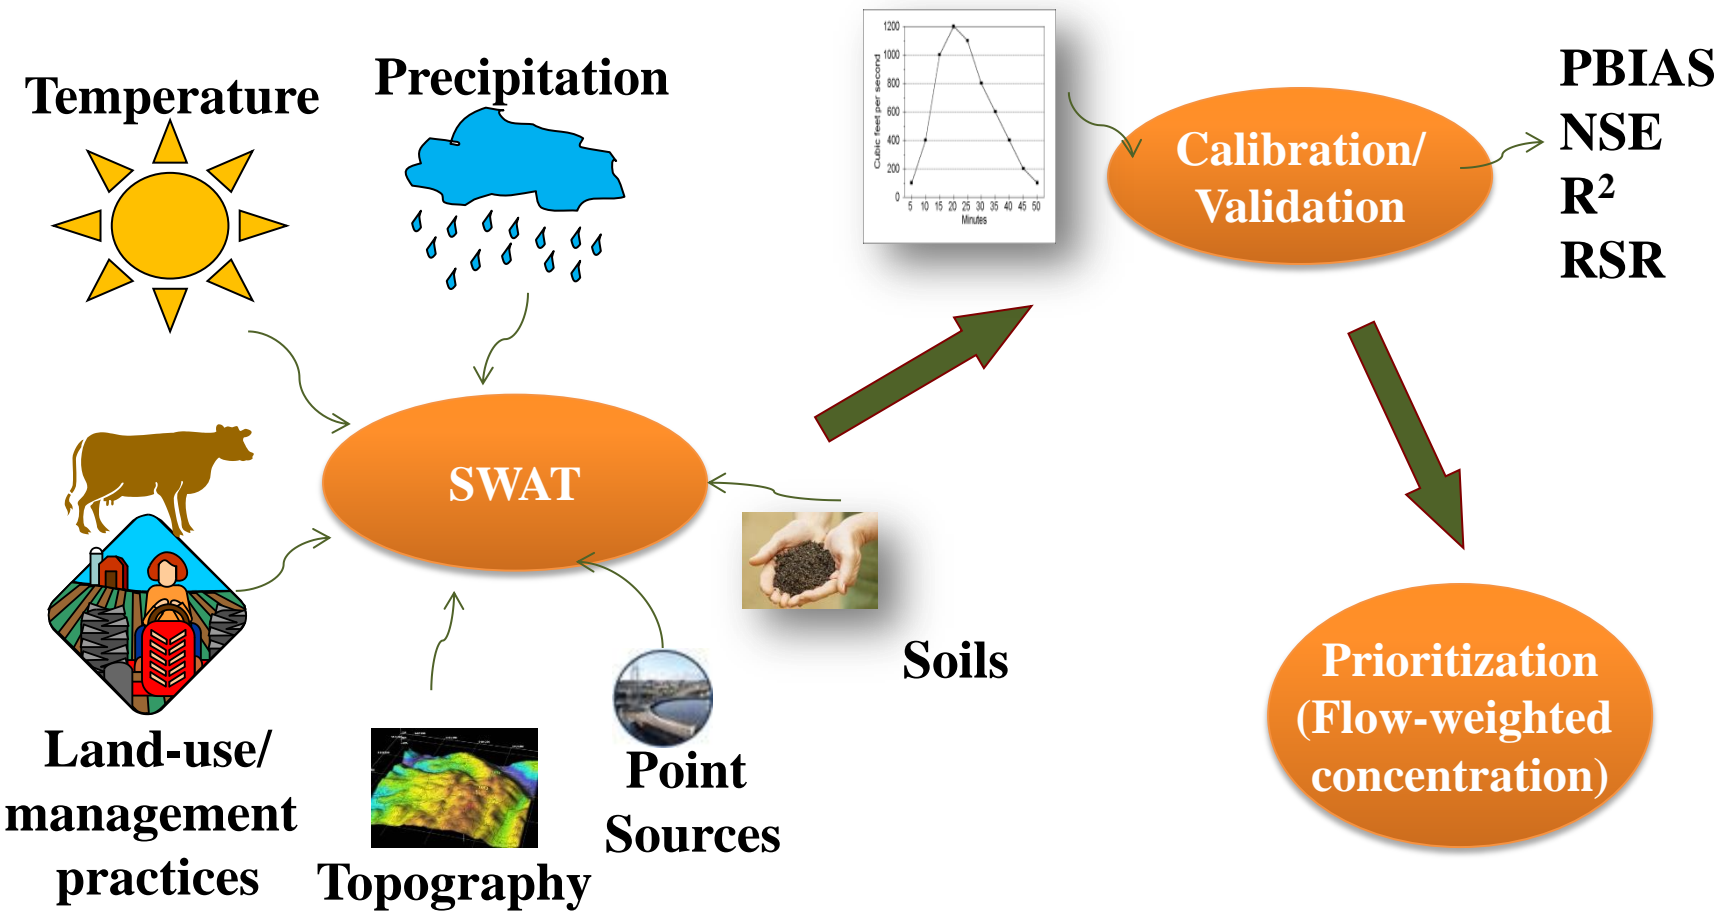 Temperature
Precipitation
Cubic feet per second
1200
1000
800
600
400
200
0
5 10 15 20 25 30 35 40 45 50
Minutes
Calibration/
Validation
PBIAS
NSE
R²
RSR
SWAT
Soils
Land-use/
management
practices
Topography
Point
Sources
Prioritization
(Flow-weighted
concentration)